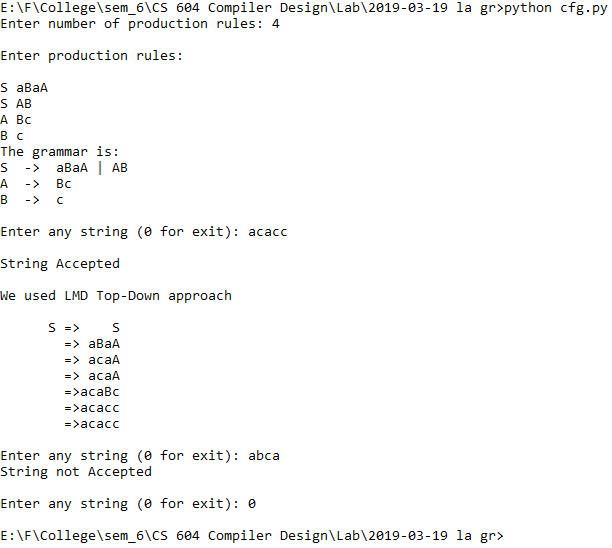 E:\F\College\sem_6\CS 604 Compiler Design\Lab\2019-03-19 la gr>python cfg.py
Enter number of production rules: 4
Enter production rules:
S aBaA
S AB
A Bc
B c
The grammar is:
S  ->  aBaA | AB
A  ->  Bc
B  ->  c
Enter any string (0 for exit): acacc
String Accepted
We used LMD Top-Down approach
S =>    S
=> aBaA
=> acaA
=> acaA
=>acaBc
=>acacc
=>acacc
Enter any string (0 for exit): abca
String not Accepted
Enter any string (0 for exit): 0
E:\F\College\sem_6\CS 604 Compiler Design\Lab\2019-03-19 la gr>